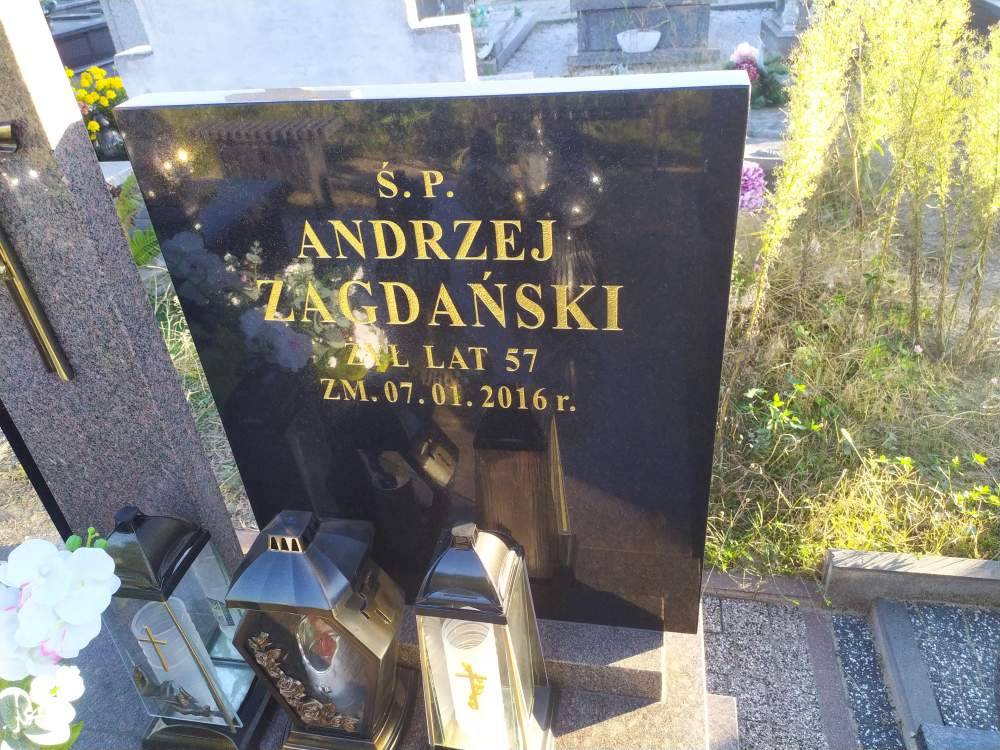 Ś. P.
ANDRZEJ
ZAGDAŃSKI
ŻYŁ LAT 57
ZM. 07.01.2016 r.